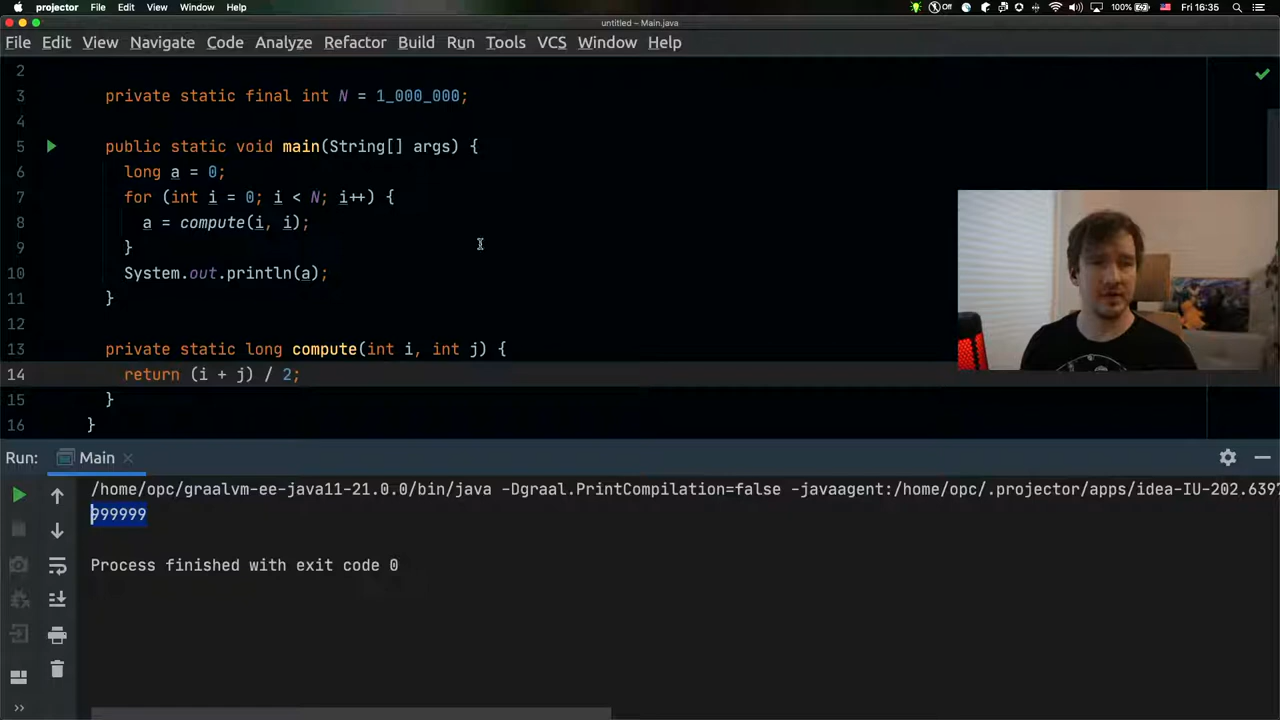 projector File Edit View Window Help Off 100% Fri 16:35
untitled – Main.java
File Edit View Navigate Code Analyze Refactor Build Run Tools VCS Window Help
2
3 private static final int N = 1_000_000;
4
5 public static void main(String[] args) {
6 long a = 0;
7 for (int i = 0; i < N; i++) {
8 a = compute(i, i);
9 }
10 System.out.println(a);
11 }
12
13 private static long compute(int i, int j) {
14 return (i + j) / 2;
15 }
16 }
Run: Main
/home/opc/graalvm-ee-java11-21.0.0/bin/java -Dgraal.PrintCompilation=false -javaagent:/home/opc/.projector/apps/idea-IU-202.6397
999999
Process finished with exit code 0